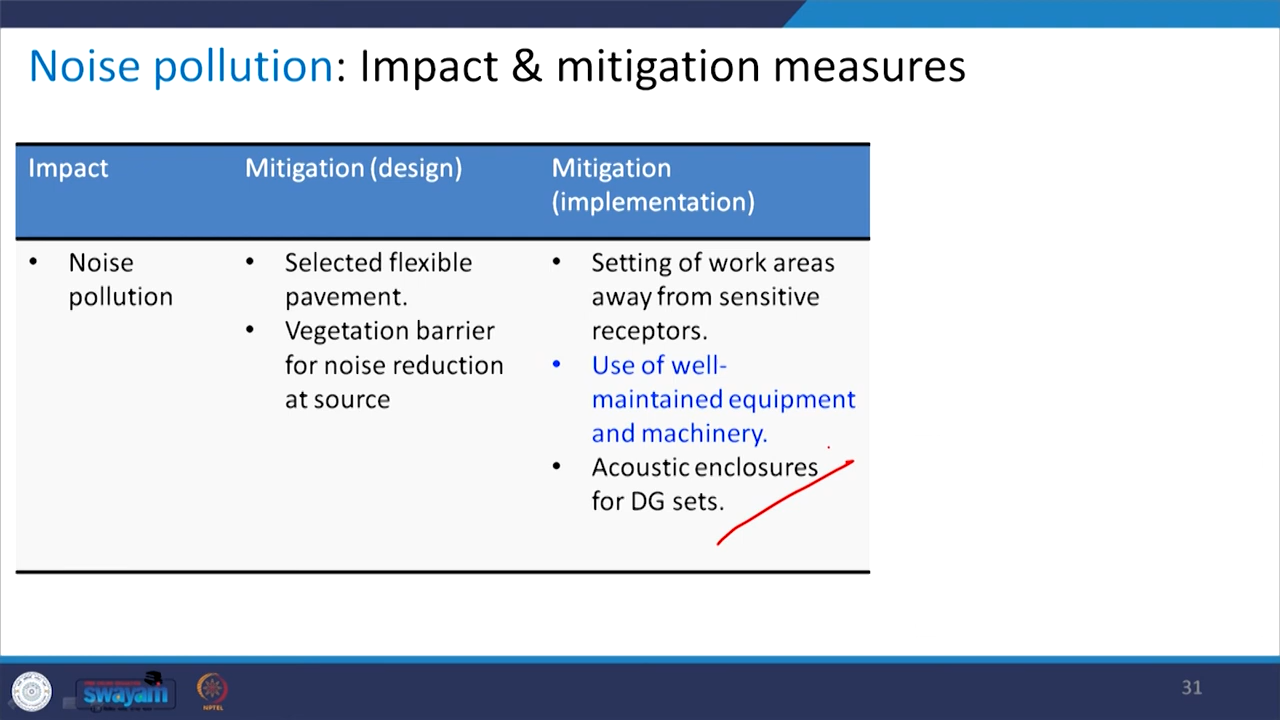 Noise pollution: Impact & mitigation measures
Impact
Mitigation (design)
Mitigation
(implementation)
• Noise
pollution
• Selected flexible
pavement.
• Vegetation barrier
for noise reduction
at source
• Setting of work areas
away from sensitive
receptors.
• Use of well-
maintained equipment
and machinery.
• Acoustic enclosures
for DG sets.
swayam
NPTEL
31